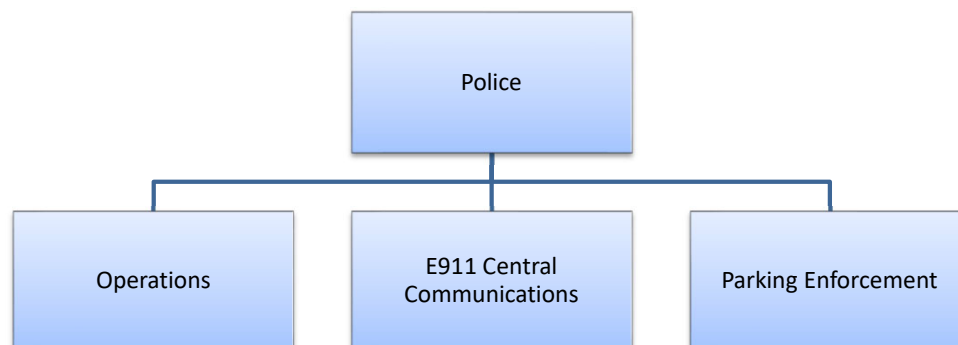 Police
Operations
E911 Central
Communications
Parking Enforcement